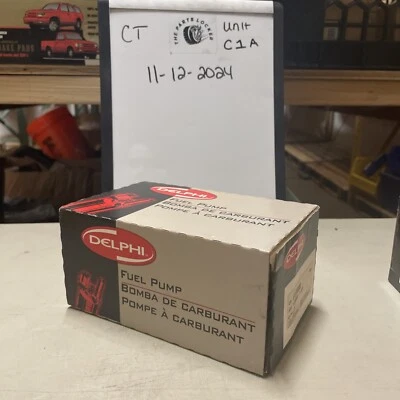 CT
THE PARTS LOCKER
Unit
C1A
11-12-2024
DELPHI
FUEL PUMP
BOMBA DE CARBURANT
POMPE À CARBURANT
DELPHI
FUEL PUMP
BOMBA DE CARBURANT
POMPE À CARBURANT